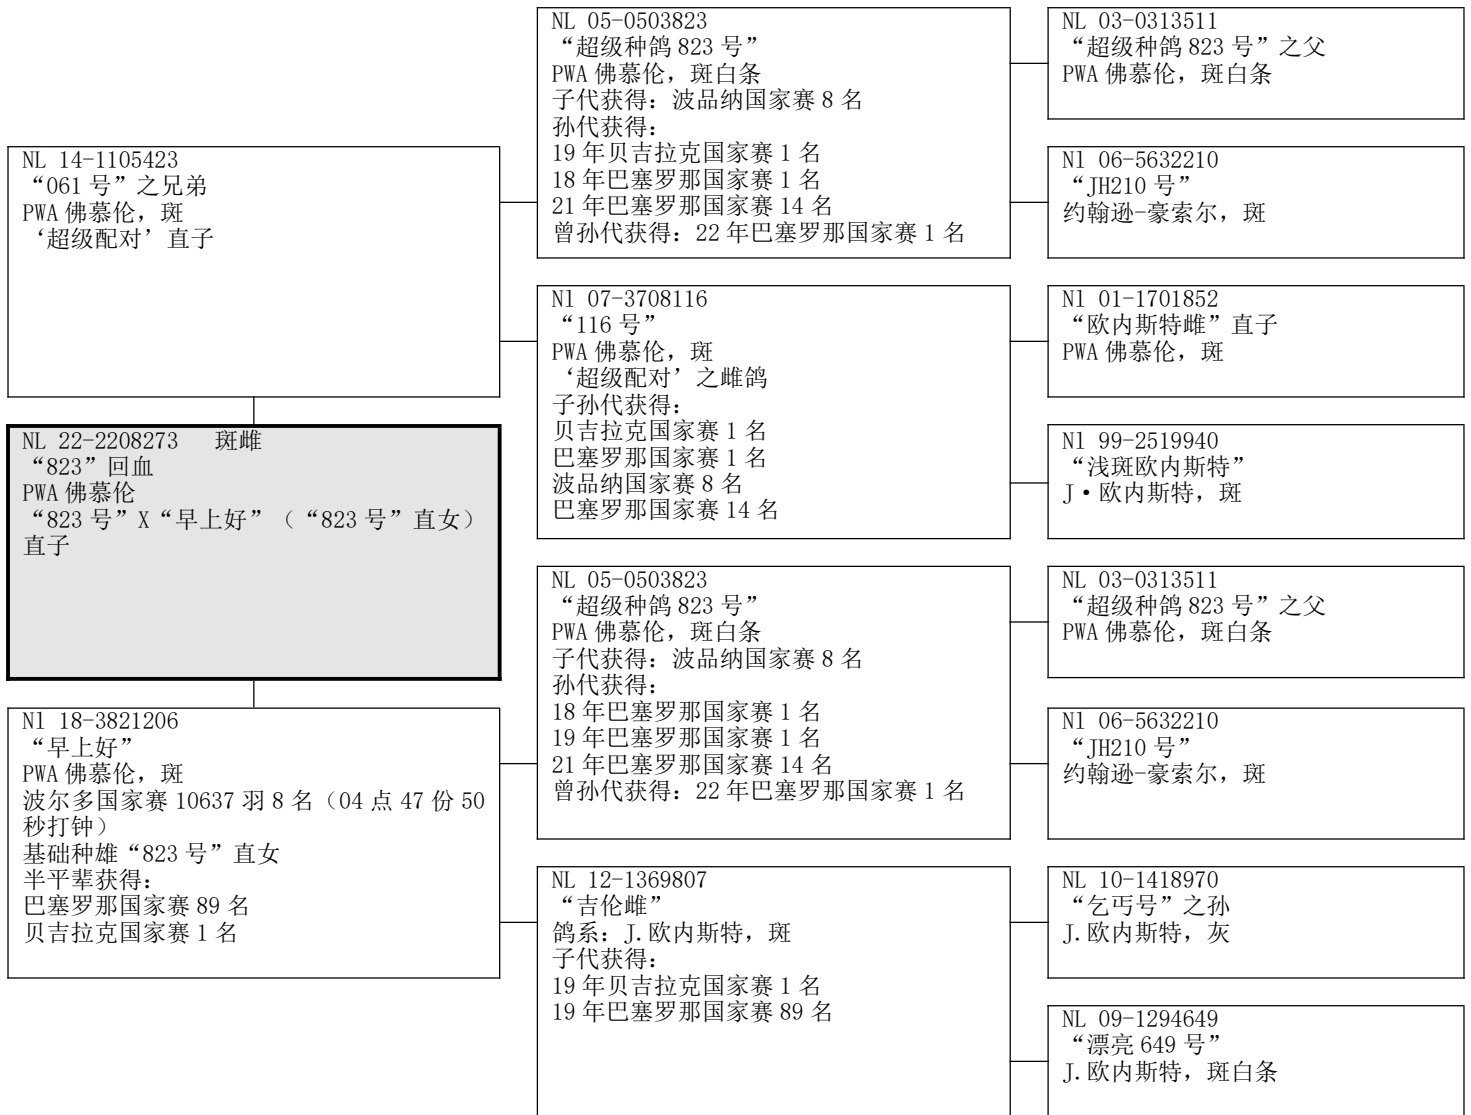 NL 14-1105423
“061 号”之兄弟
PWA 佛慕伦，斑
‘超级配对’直子
NL 22-2208273 斑雌
“823”回血
PWA 佛慕伦
“823 号”X“早上好”（“823 号”直女）
直子
Nl 18-3821206
“早上好”
PWA 佛慕伦，斑
波尔多国家赛 10637 羽 8 名（04 点 47 份 50
秒打钟）
基础种雄“823 号”直女
半平辈获得：
巴塞罗那国家赛 89 名
贝吉拉克国家赛 1 名
NL 05-0503823
“超级种鸽 823 号”
PWA 佛慕伦，斑白条
子代获得：波品纳国家赛 8 名
孙代获得：
19 年贝吉拉克国家赛 1 名
18 年巴塞罗那国家赛 1 名
21 年巴塞罗那国家赛 14 名
曾孙代获得：22 年巴塞罗那国家赛 1 名
Nl 07-3708116
“116 号”
PWA 佛慕伦，斑
‘超级配对’之雌鸽
子孙代获得：
贝吉拉克国家赛 1 名
巴塞罗那国家赛 1 名
波品纳国家赛 8 名
巴塞罗那国家赛 14 名
NL 05-0503823
“超级种鸽 823 号”
PWA 佛慕伦，斑白条
子代获得：波品纳国家赛 8 名
孙代获得：
18 年巴塞罗那国家赛 1 名
19 年巴塞罗那国家赛 1 名
21 年巴塞罗那国家赛 14 名
曾孙代获得：22 年巴塞罗那国家赛 1 名
NL 12-1369807
“吉伦雌”
鸽系：J.欧内斯特，斑
子代获得：
19 年贝吉拉克国家赛 1 名
19 年巴塞罗那国家赛 89 名
NL 03-0313511
“超级种鸽 823 号”之父
PWA 佛慕伦，斑白条
Nl 06-5632210
“JH210 号”
约翰逊-豪索尔，斑
Nl 01-1701852
“欧内斯特雌”直子
PWA 佛慕伦，斑
Nl 99-2519940
“浅斑欧内斯特”
J·欧内斯特，斑
NL 03-0313511
“超级种鸽 823 号”之父
PWA 佛慕伦，斑白条
Nl 06-5632210
“JH210 号”
约翰逊-豪索尔，斑
NL 10-1418970
“乞丐号”之孙
J.欧内斯特，灰
NL 09-1294649
“漂亮 649 号”
J.欧内斯特，斑白条